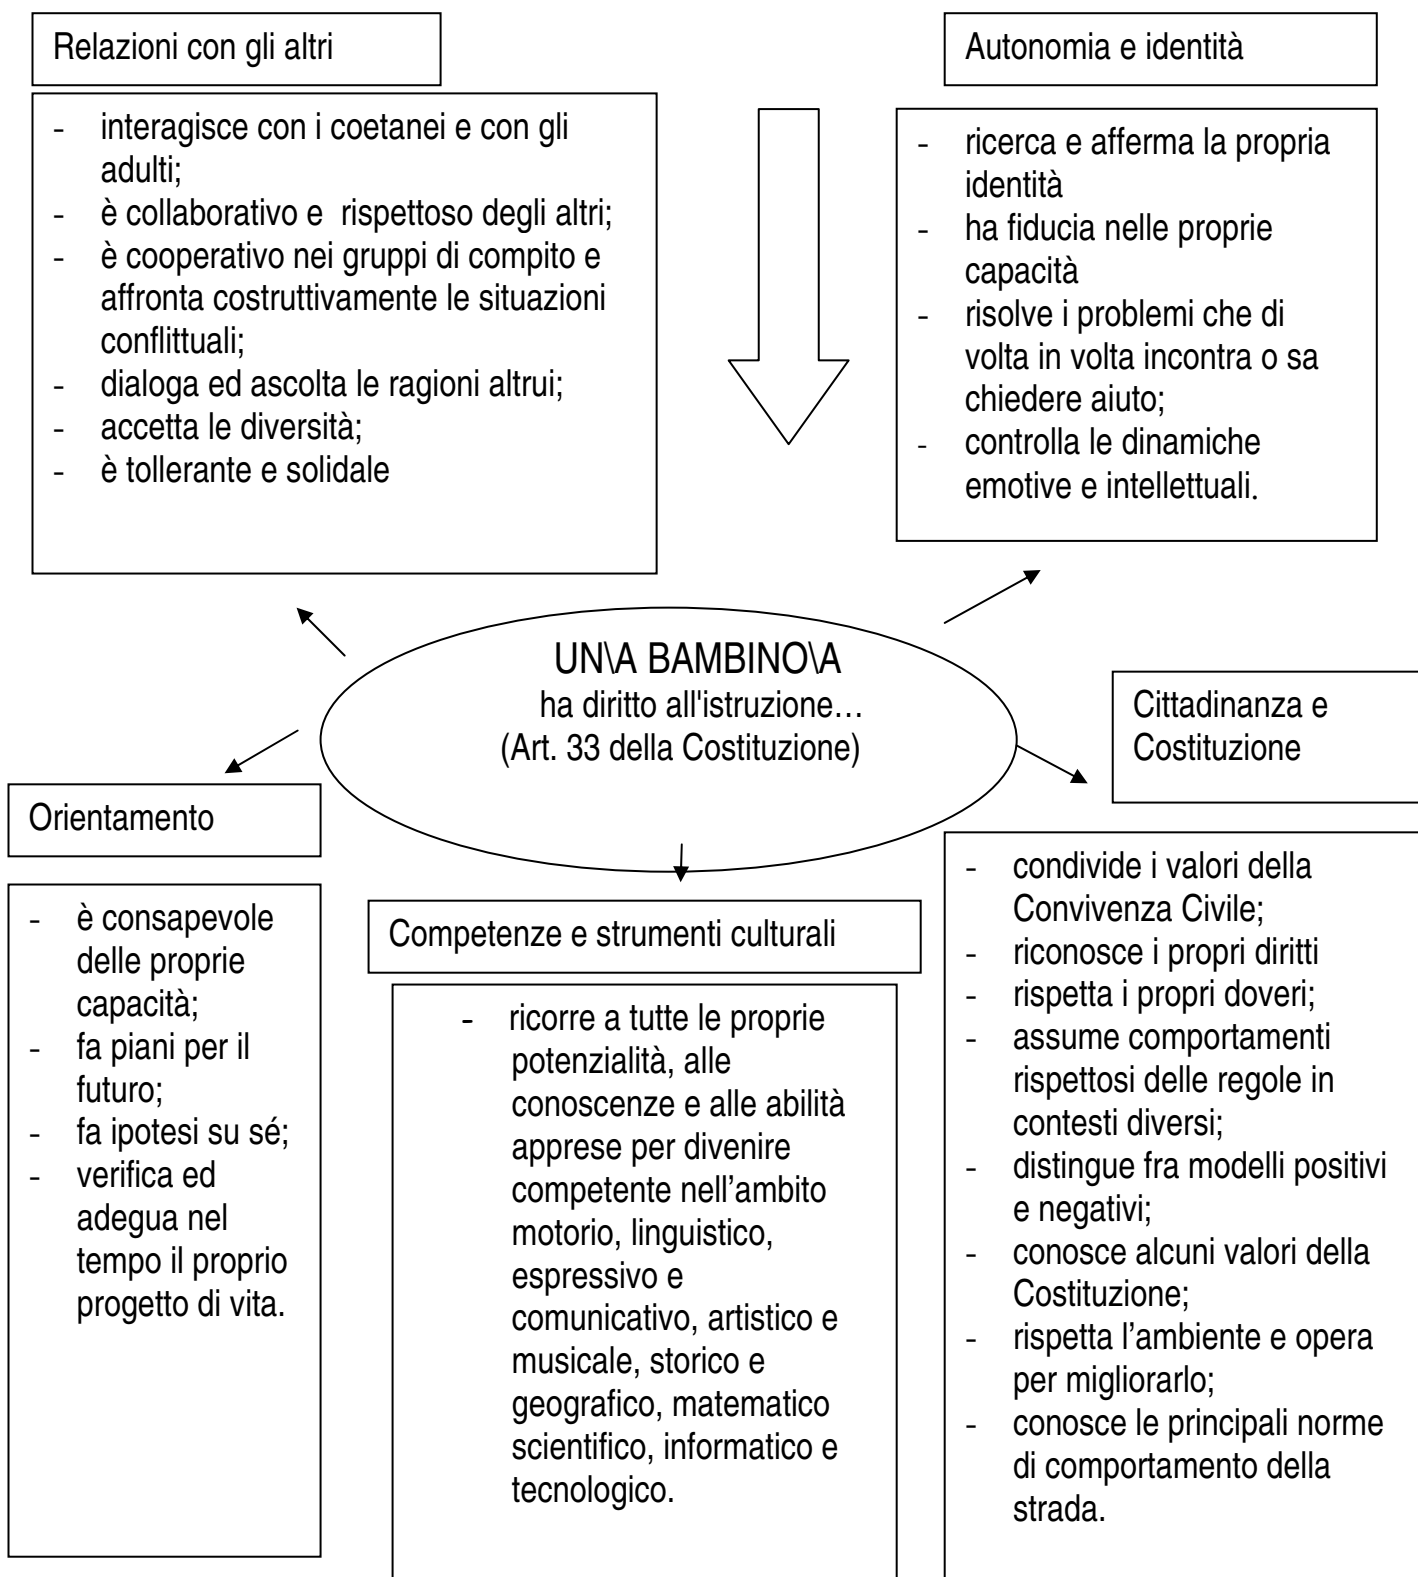 Relazioni con gli altri
- interagisce con i coetanei e con gli
adulti;
- è collaborativo e rispettoso degli altri;
- è cooperativo nei gruppi di compito e
affronta costruttivamente le situazioni
conflittuali;
- dialoga ed ascolta le ragioni altrui;
- accetta le diversità;
- è tollerante e solidale
Autonomia e identità
- ricerca e afferma la propria
identità
- ha fiducia nelle proprie
capacità
- risolve i problemi che di
volta in volta incontra o sa
chiedere aiuto;
- controlla le dinamiche
emotive e intellettuali.
UN\A BAMBINO\A
ha diritto all'istruzione…
(Art. 33 della Costituzione)
Orientamento
- è consapevole
delle proprie
capacità;
- fa piani per il
futuro;
- fa ipotesi su sé;
- verifica ed
adegua nel
tempo il proprio
progetto di vita.
Competenze e strumenti culturali
- ricorre a tutte le proprie
potenzialità, alle
conoscenze e alle abilità
apprese per divenire
competente nell’ambito
motorio, linguistico,
espressivo e
comunicativo, artistico e
musicale, storico e
geografico, matematico
scientifico, informatico e
tecnologico.
Cittadinanza e
Costituzione
- condivide i valori della
Convivenza Civile;
- riconosce i propri diritti
- rispetta i propri doveri;
- assume comportamenti
rispettosi delle regole in
contesti diversi;
- distingue fra modelli positivi
e negativi;
- conosce alcuni valori della
Costituzione;
- rispetta l’ambiente e opera
per migliorarlo;
- conosce le principali norme
di comportamento della
strada.